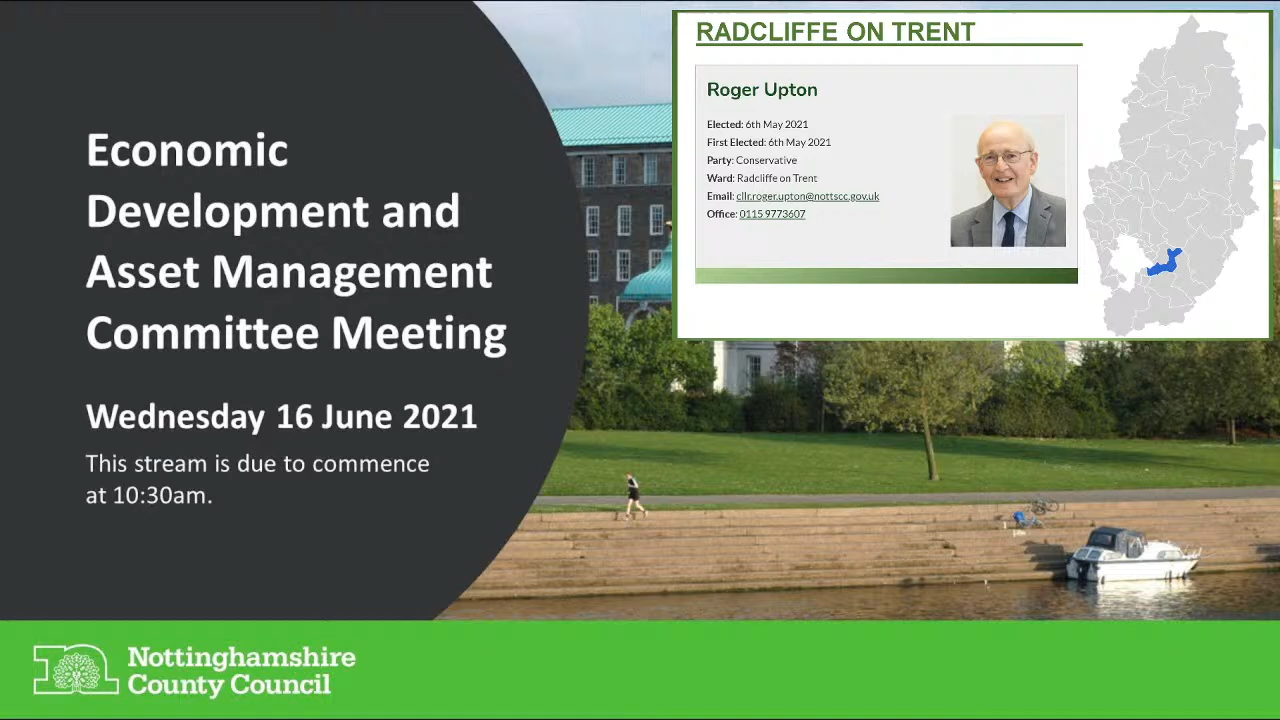 Economic
Development and
Asset Management
Committee Meeting
Wednesday 16 June 2021
This stream is due to commence
at 10:30am.
RADCLIFFE ON TRENT
Roger Upton
Elected: 6th May 2021
First Elected: 6th May 2021
Party: Conservative
Ward: Radcliffe on Trent
Email: cllr.roger.upton@nottscc.gov.uk
Office: 0115 9773607
Nottinghamshire
County Council